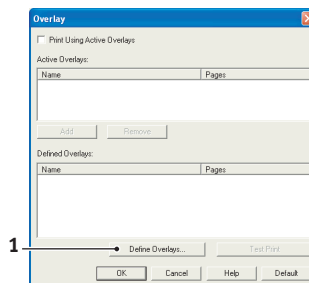 Overlay
Print Using Active Overlays
Active Overlays:
Name Pages
Add Remove
Defined Overlays:
Name Pages
1 Define Overlays... Test Print
OK Cancel Help Default